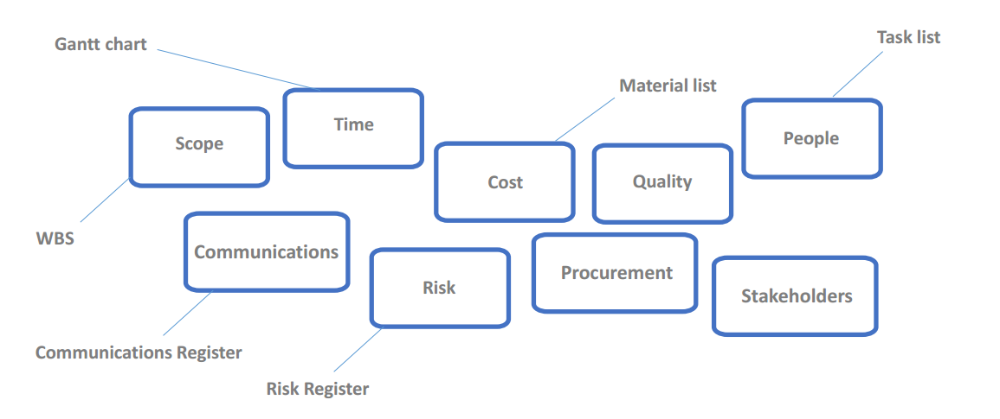 Task list
Gantt chart
Material list
Time
People
Scope
Cost
Quality
WBS
Communications
Procurement
Risk
Stakeholders
Communications Register
Risk Register